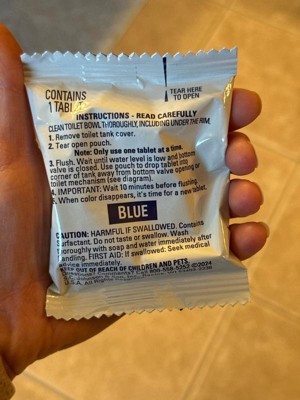 CONTAINS
1 TABLE
TEAR HERE
TO OPEN
INSTRUCTIONS - READ CAREFULLY
CLEAN TOILET BOWL THOROUGHLY, INCLUDING UNDER THE RIM.
1. Remove toilet tank cover.
2. Tear open pouch.
Note: Only use one tablet at a time.
3. Flush. Wait until water level is low and bottom
valve is closed. Use pouch to drop tablet into
corner of tank away from bottom valve opening or
toilet mechanism (see diagram).
4. IMPORTANT: Wait 10 minutes before flushing.
5. When color disappears, it's time for a new tablet.
BLUE
CAUTION: HARMFUL IF SWALLOWED. Contains
Surfactant. Do not taste or swallow. Wash
thoroughly with soap and water immediately after
handling. FIRST AID: If swallowed: Seek medical
advice immediately.
KEEP OUT OF REACH OF CHILDREN AND PETS.
©2024